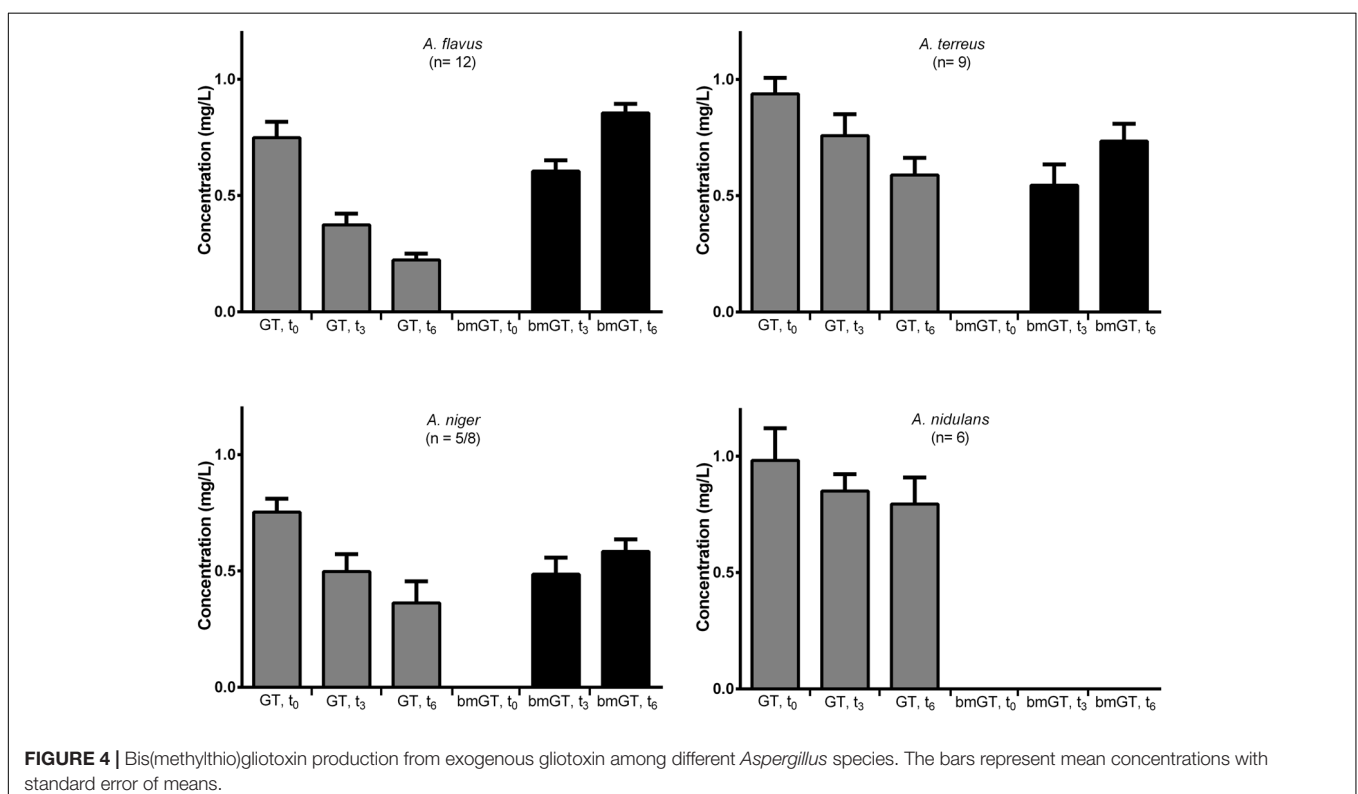 A. flavus
(n= 12)
Concentration (mg/L)
1.0
0.5
0.0
GT, t₀ GT, t₃ GT, t₆ bmGT, t₀ bmGT, t₃ bmGT, t₆
A. terreus
(n= 9)
Concentration (mg/L)
1.0
0.5
0.0
GT, t₀ GT, t₃ GT, t₆ bmGT, t₀ bmGT, t₃ bmGT, t₆
A. niger
(n = 5/8)
Concentration (mg/L)
1.0
0.5
0.0
GT, t₀ GT, t₃ GT, t₆ bmGT, t₀ bmGT, t₃ bmGT, t₆
A. nidulans
(n= 6)
Concentration (mg/L)
1.0
0.5
0.0
GT, t₀ GT, t₃ GT, t₆ bmGT, t₀ bmGT, t₃ bmGT, t₆
FIGURE 4 | Bis(methylthio)gliotoxin production from exogenous gliotoxin among different Aspergillus species. The bars represent mean concentrations with
standard error of means.